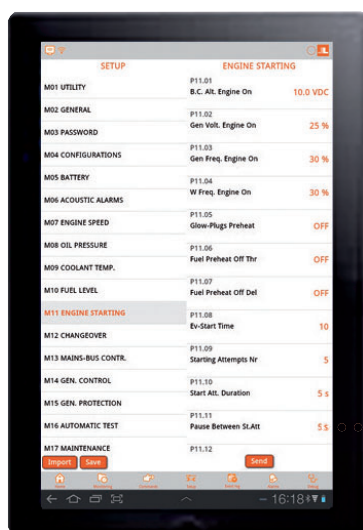 SETUP
M01 UTILITY
M02 GENERAL
M03 PASSWORD
M04 CONFIGURATIONS
M05 BATTERY
M06 ACOUSTIC ALARMS
M07 ENGINE SPEED
M08 OIL PRESSURE
M09 COOLANT TEMP.
M10 FUEL LEVEL
M11 ENGINE STARTING
M12 CHANGEOVER
M13 MAINS-BUS CONTR.
M14 GEN. CONTROL
M15 GEN. PROTECTION
M16 AUTOMATIC TEST
M17 MAINTENANCE
Import Save
ENGINE STARTING
P11.01
B.C. Alt. Engine On 10.0 VDC
P11.02
Gen Volt. Engine On 25 %
P11.03
Gen Freq. Engine On 30 %
P11.04
W Freq. Engine On 30 %
P11.05
Glow-Plugs Preheat OFF
P11.06
Fuel Preheat Off Thr OFF
P11.07
Fuel Preheat Off Del OFF
P11.08
Ev-Start Time 10
P11.09
Starting Attempts Nr 5
P11.10
Start Att. Duration 5 s
P11.11
Pause Between St.Att 5 s
P11.12
Send
16:18